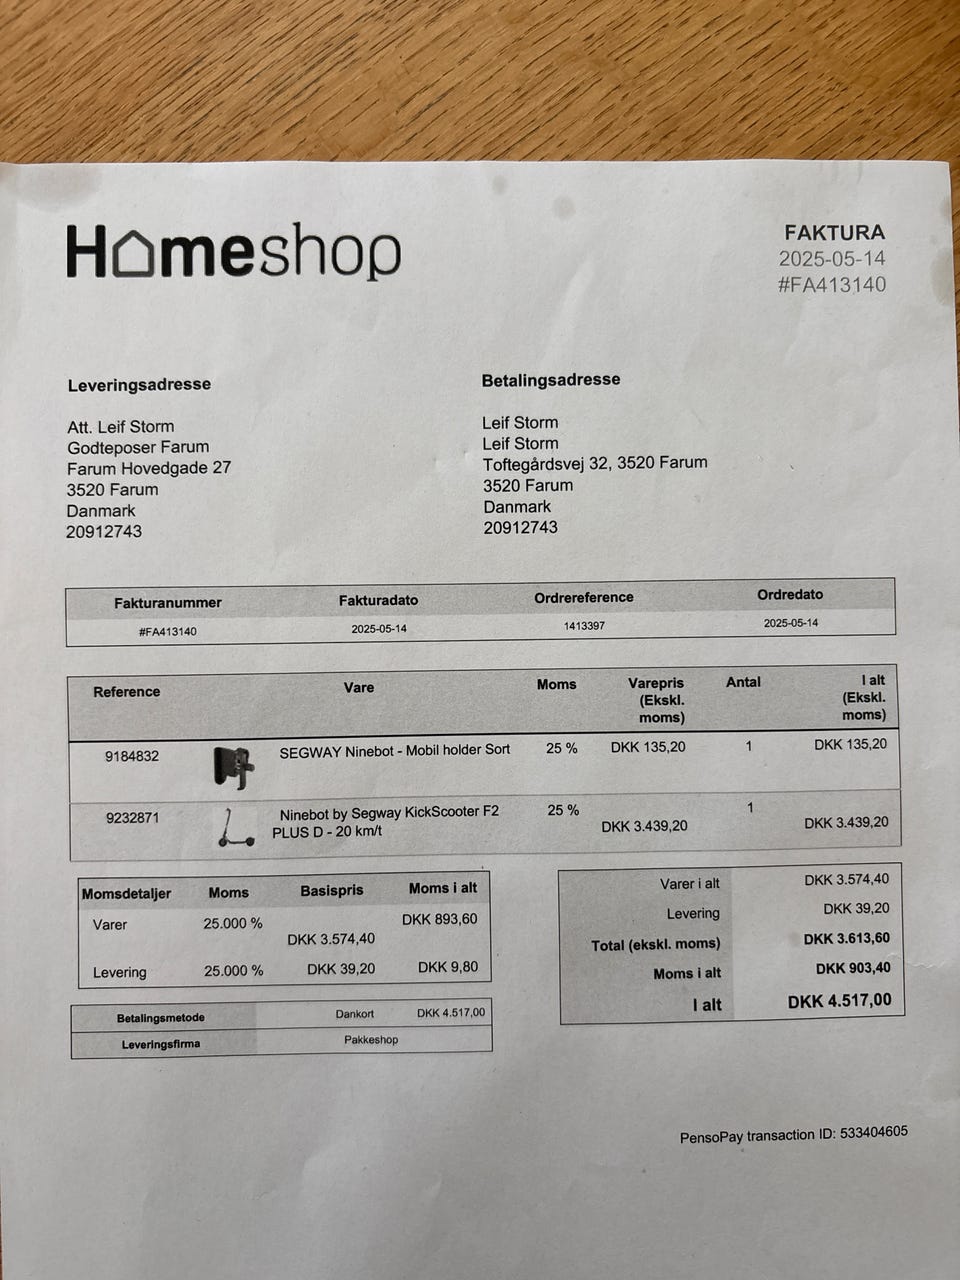 Homeshop
FAKTURA
2025-05-14
#FA413140
Leveringsadresse
Att. Leif Storm
Godteposer Farum
Farum Hovedgade 27
3520 Farum
Danmark
20912743
Betalingsadresse
Leif Storm
Leif Storm
Toftegårdsvej 32, 3520 Farum
3520 Farum
Danmark
20912743
Fakturanummer Fakturadato Ordrereference Ordredato
#FA413140 2025-05-14 1413397 2025-05-14
Reference Vare Moms Varepris (Ekskl. moms) Antal I alt (Ekskl. moms)
9184832 SEGWAY Ninebot - Mobil holder Sort 25 % DKK 135,20 1 DKK 135,20
9232871 Ninebot by Segway KickScooter F2 PLUS D - 20 km/t 25 % DKK 3.439,20 1 DKK 3.439,20
Momsdetaljer Moms Basispris Moms i alt
Varer 25.000 % DKK 3.574,40 DKK 893,60
Levering 25.000 % DKK 39,20 DKK 9,80
Varer i alt DKK 3.574,40
Levering DKK 39,20
Total (ekskl. moms) DKK 3.613,60
Moms i alt DKK 903,40
I alt DKK 4.517,00
Betalingsmetode Dankort DKK 4.517,00
Leveringsfirma Pakkeshop
PensoPay transaction ID: 533404605